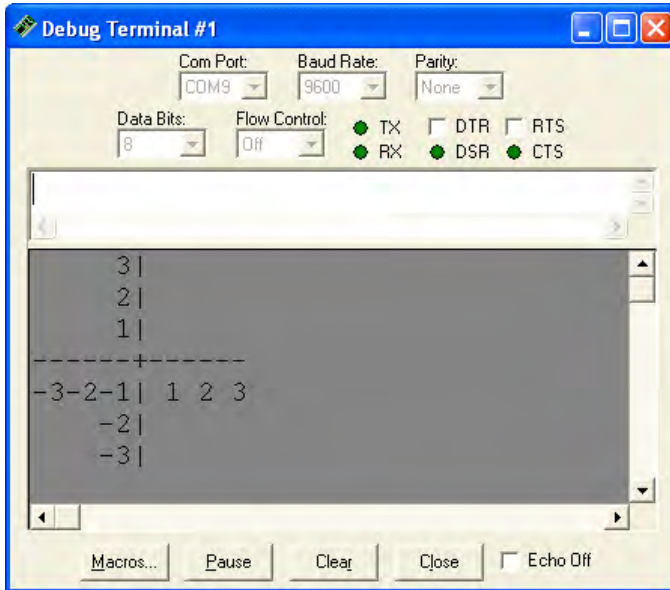 Debug Terminal #1
Com Port: Baud Rate: Parity:
COM9 9600 None
Data Bits: Flow Control: TX DTR RTS
8 Off RX DSR CTS
3|
2|
1|
------+------
-3-2-1| 1 2 3
-2|
-3|
Macros... Pause Clear Close Echo Off